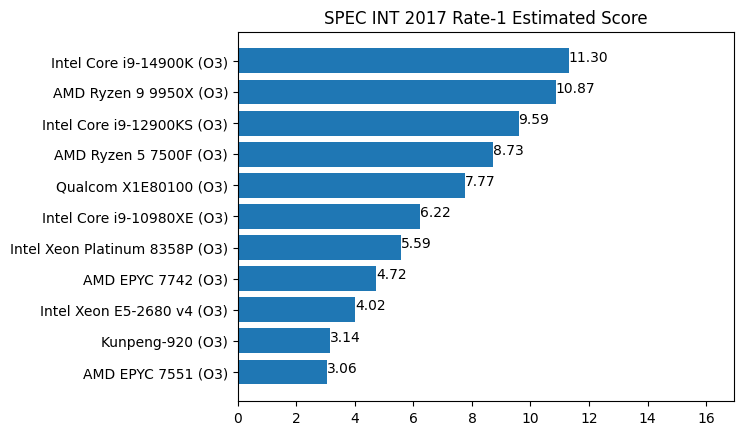 SPEC INT 2017 Rate-1 Estimated Score
Intel Core i9-14900K (O3) 11.30
AMD Ryzen 9 9950X (O3) 10.87
Intel Core i9-12900KS (O3) 9.59
AMD Ryzen 5 7500F (O3) 8.73
Qualcom X1E80100 (O3) 7.77
Intel Core i9-10980XE (O3) 6.22
Intel Xeon Platinum 8358P (O3) 5.59
AMD EPYC 7742 (O3) 4.72
Intel Xeon E5-2680 v4 (O3) 4.02
Kunpeng-920 (O3) 3.14
AMD EPYC 7551 (O3) 3.06
0 2 4 6 8 10 12 14 16